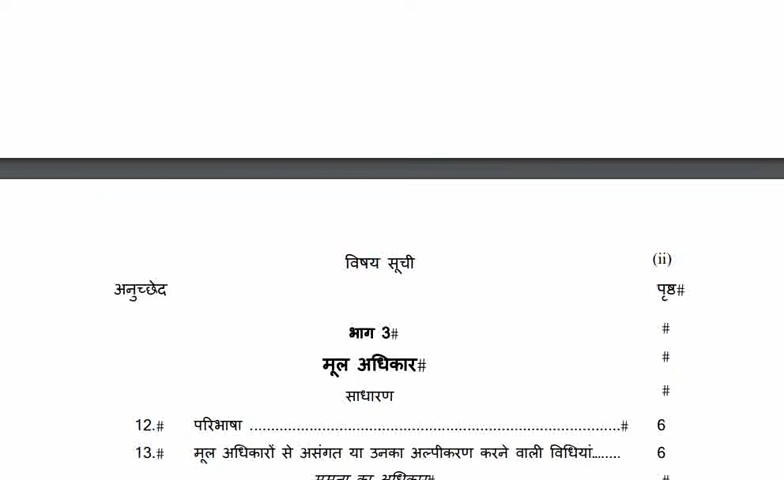 विषय सूची (ii)
अनुच्छेद पृष्ठ#
भाग 3# #
मूल अधिकार# #
साधारण #
12.# परिभाषा .......................................................................................# 6
13.# मूल अधिकारों से असंगत या उनका अल्पीकरण करने वाली विधियां....... 6